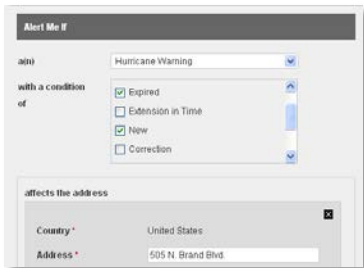 Alert Me If
a(n) Hurricane Warning
with a condition of
Expired
Extension in Time
New
Correction
affects the address
Country * United States
Address * 505 N. Brand Blvd.